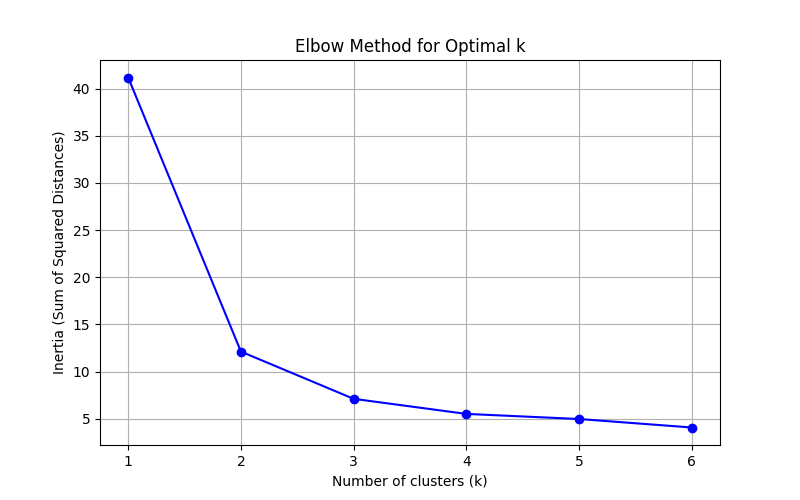 Elbow Method for Optimal k
Inertia (Sum of Squared Distances)
40
35
30
25
20
15
10
5
1 2 3 4 5 6
Number of clusters (k)